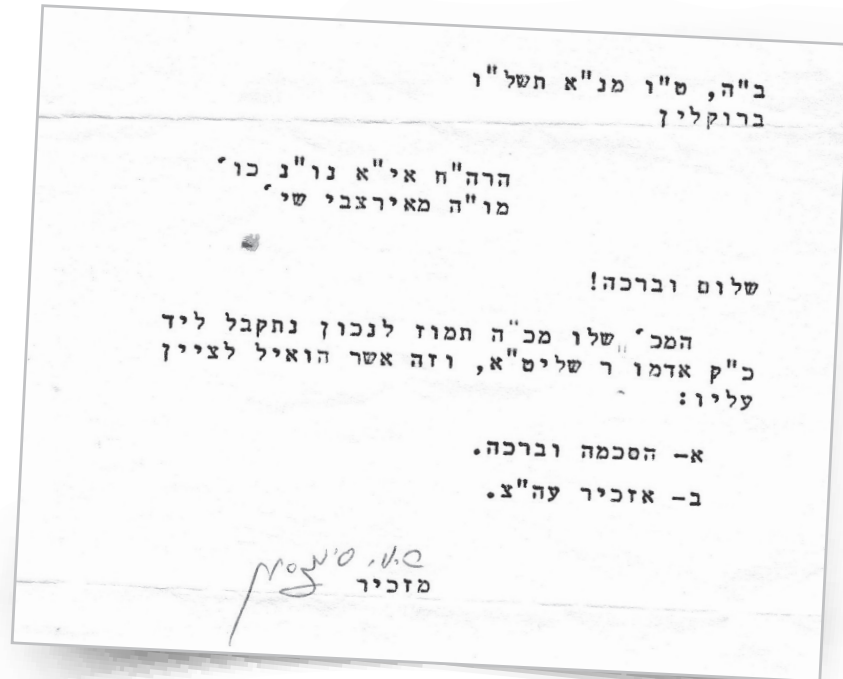 ב"ה, ט"ו מנ"א תשל"ו
ברוקלין
הרה"ח אי"א נו"נ כו'
מו"ה מאירצבי שי'
שלום וברכה!
המכ' שלו מכ"ה תמוז לנכון נתקבל ליד
כ"ק אדמו"ר שליט"א, וזה אשר הואיל לציין
עליו:
א- הסכמה וברכה.
ב- אזכיר עה"צ.
מזכיר